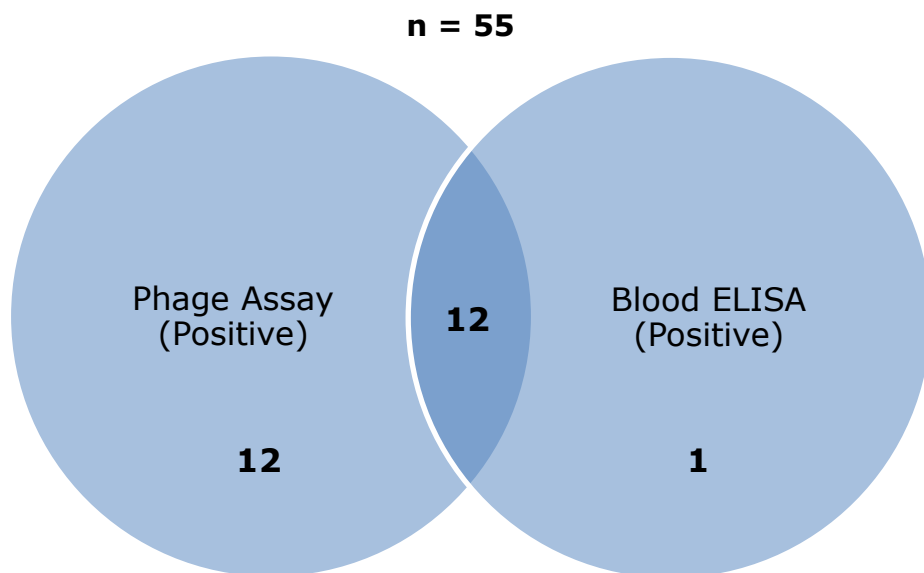 n = 55
Phage Assay
(Positive)
12
12
Blood ELISA
(Positive)
1